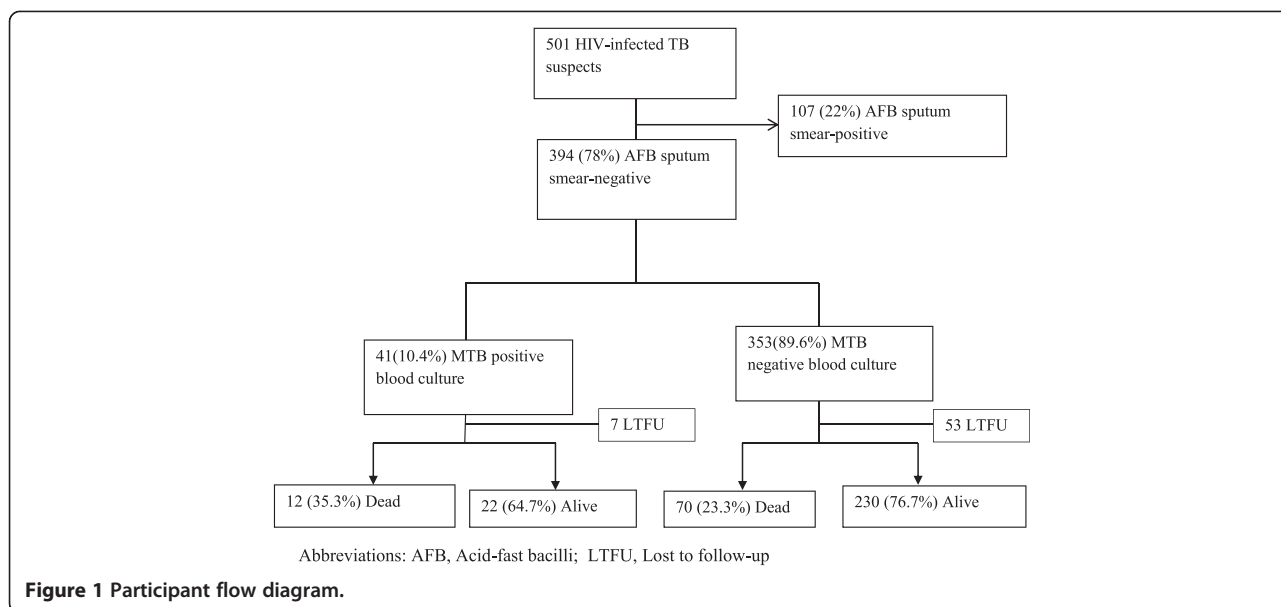 501 HIV-infected TB
suspects
107 (22%) AFB sputum
smear-positive
394 (78%) AFB sputum
smear-negative
41(10.4%) MTB positive
blood culture
353(89.6%) MTB
negative blood culture
7 LTFU
53 LTFU
12 (35.3%) Dead
22 (64.7%) Alive
70 (23.3%) Dead
230 (76.7%) Alive
Abbreviations: AFB, Acid-fast bacilli; LTFU, Lost to follow-up
Figure 1 Participant flow diagram.